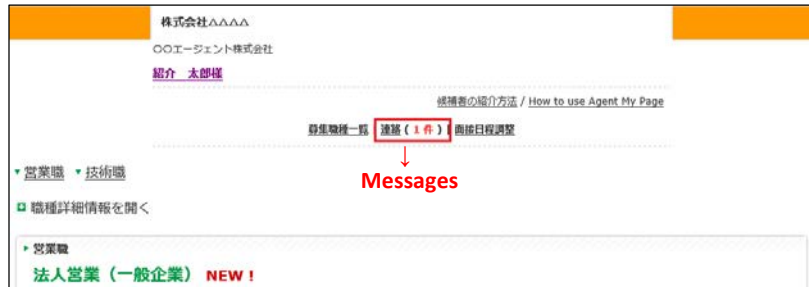 株式会社△△△△
○○エージェント株式会社
紹介 太郎様
候補者の紹介方法 / How to use Agent My Page
募集職種一覧 連絡(1件) 面接日程調整
↓
Messages
▼営業職 ▼技術職
職種詳細情報を開く
営業職
法人営業(一般企業) NEW!